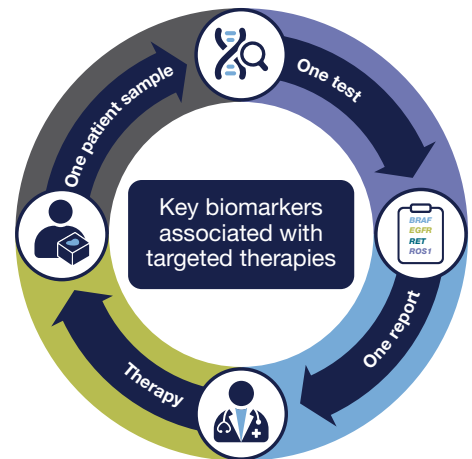 One patient sample
One test
BRAF
EGFR
RET
ROS1
Key biomarkers
associated with
targeted therapies
One report
Therapy